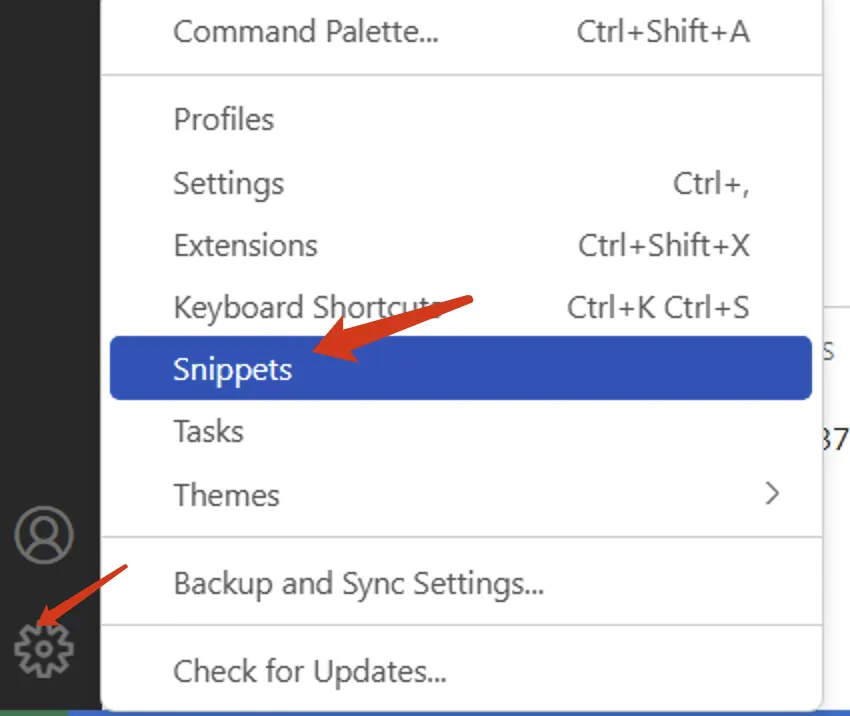 Command Palette... Ctrl+Shift+A
Profiles
Settings Ctrl+,
Extensions Ctrl+Shift+X
Keyboard Shortcuts Ctrl+K Ctrl+S
s
Snippets
Tasks
37
Themes
Backup and Sync Settings...
Check for Updates...